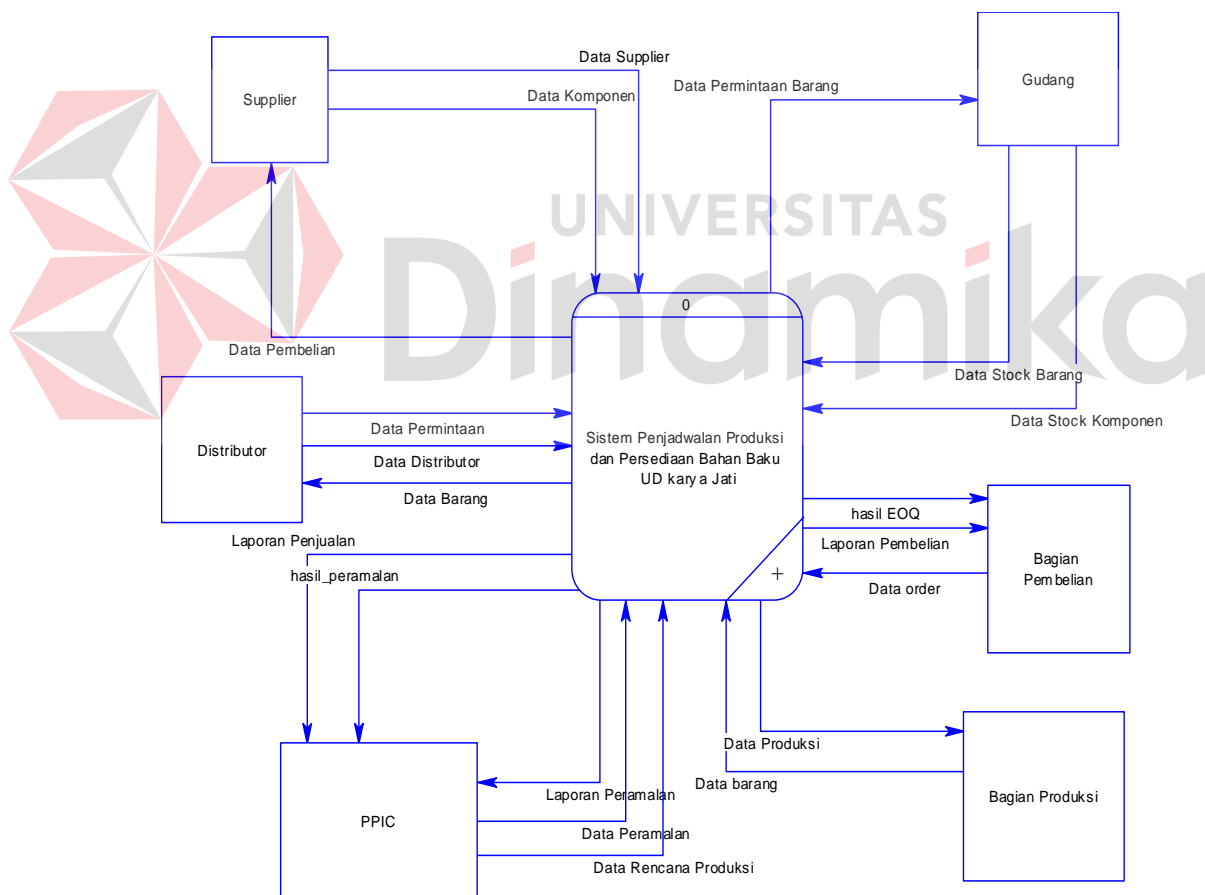 Data Supplier
Gudang
Data Permintaan Barang
Supplier
Data Komponen
UNIVERSITAS
Dinamika
0
Data Pembelian
Data Stock Barang
Data Stock Komponen
Data Permintaan
Sistem Penjadwalan Produksi
dan Persediaan Bahan Baku
UD karya Jati
Distributor
Data Distributor
Data Barang
hasil EOQ
Laporan Pembelian
Bagian
Pembelian
Data order
Laporan Penjualan
hasil_peramalan
+
Data Produksi
Data barang
Bagian Produksi
Laporan Peramalan
PPIC
Data Peramalan
Data Rencana Produksi